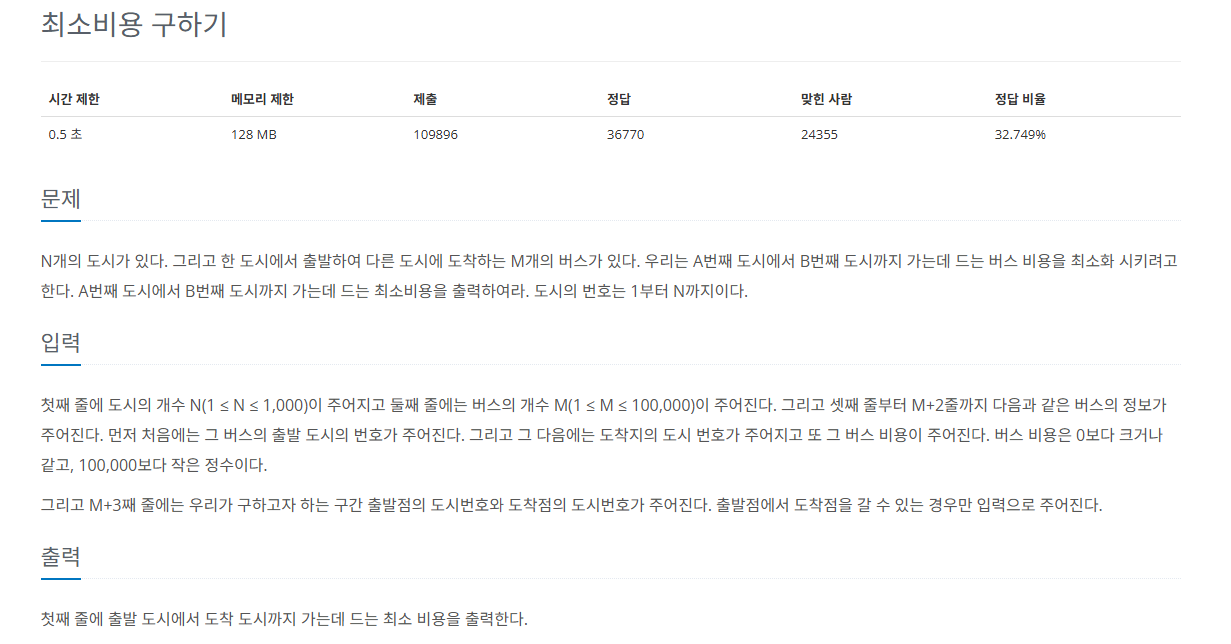 최소비용 구하기
시간 제한 메모리 제한 제출 정답 맞힌 사람 정답 비율
0.5 초 128 MB 109896 36770 24355 32.749%
문제
N개의 도시가 있다. 그리고 한 도시에서 출발하여 다른 도시에 도착하는 M개의 버스가 있다. 우리는 A번째 도시에서 B번째 도시까지 가는데 드는 버스 비용을 최소화 시키려고
한다. A번째 도시에서 B번째 도시까지 가는데 드는 최소비용을 출력하여라. 도시의 번호는 1부터 N까지이다.
입력
첫째 줄에 도시의 개수 N(1 ≤ N ≤ 1,000)이 주어지고 둘째 줄에는 버스의 개수 M(1 ≤ M ≤ 100,000)이 주어진다. 그리고 셋째 줄부터 M+2줄까지 다음과 같은 버스의 정보가
주어진다. 먼저 처음에는 그 버스의 출발 도시의 번호가 주어진다. 그리고 그 다음에는 도착지의 도시 번호가 주어지고 또 그 버스 비용이 주어진다. 버스 비용은 0보다 크거나
같고, 100,000보다 작은 정수이다.
그리고 M+3째 줄에는 우리가 구하고자 하는 구간 출발점의 도시번호와 도착점의 도시번호가 주어진다. 출발점에서 도착점을 갈 수 있는 경우만 입력으로 주어진다.
출력
첫째 줄에 출발 도시에서 도착 도시까지 가는데 드는 최소 비용을 출력한다.